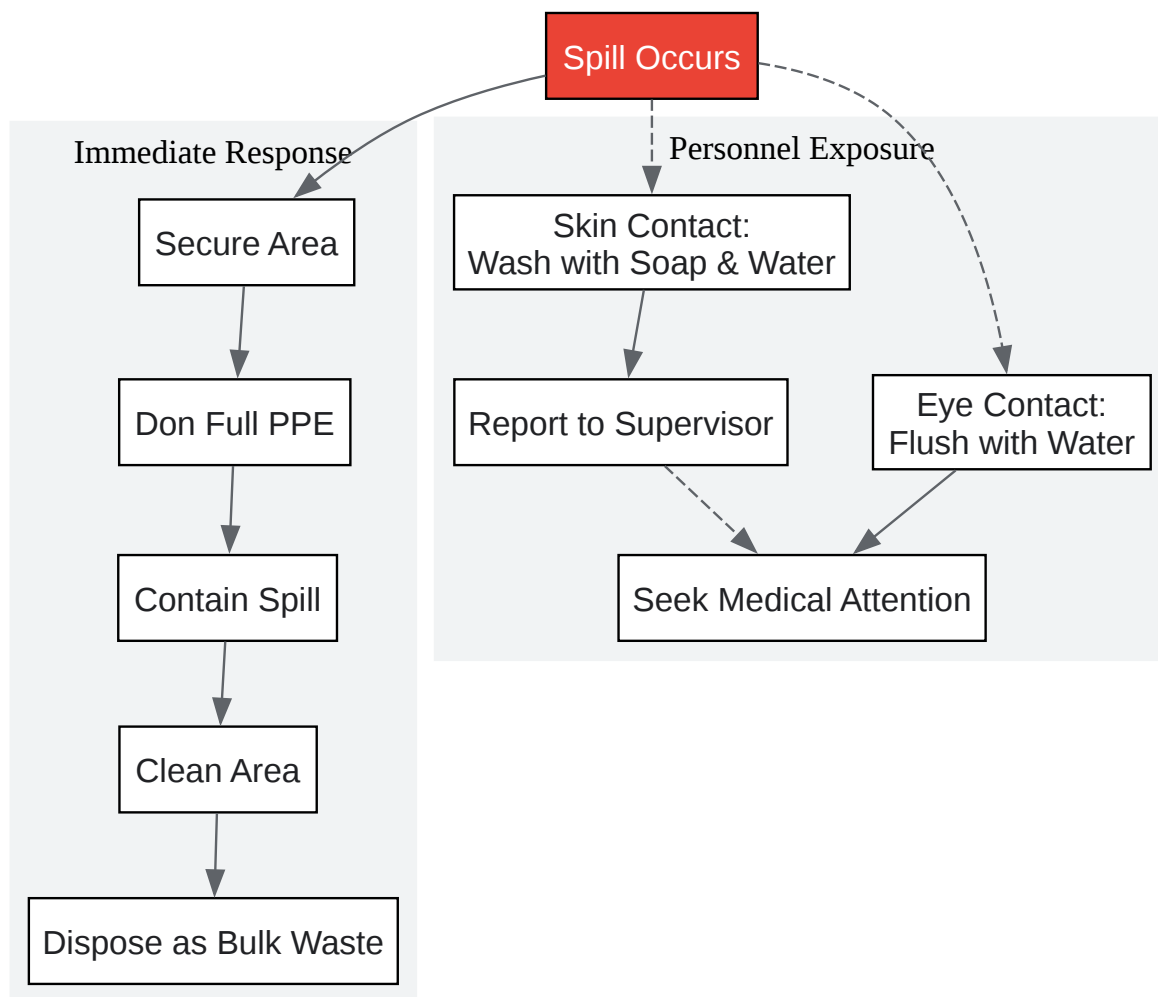 Spill Occurs
Immediate Response
Secure Area
Don Full PPE
Contain Spill
Clean Area
Dispose as Bulk Waste
Personnel Exposure
Skin Contact:
Wash with Soap & Water
Report to Supervisor
Eye Contact:
Flush with Water
Seek Medical Attention